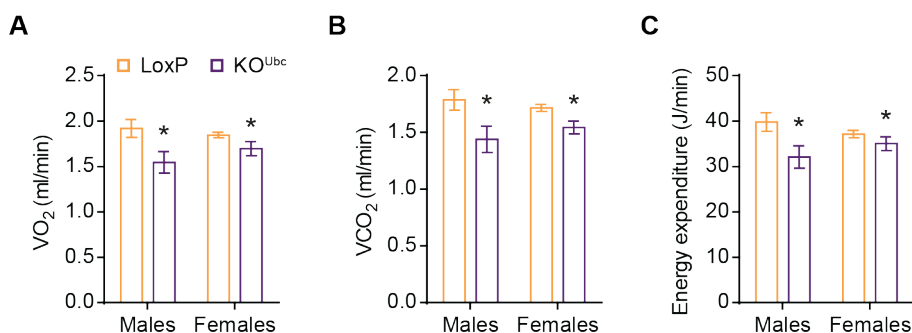 A
LoxP
KO^Ubc
VO₂ (ml/min)
2.5
2.0
1.5
1.0
0.5
0.0
*
*
Males
Females
B
VCO₂ (ml/min)
2.0
1.5
1.0
0.5
0.0
*
*
Males
Females
C
Energy expenditure (J/min)
50
40
30
20
10
0
*
*
Males
Females